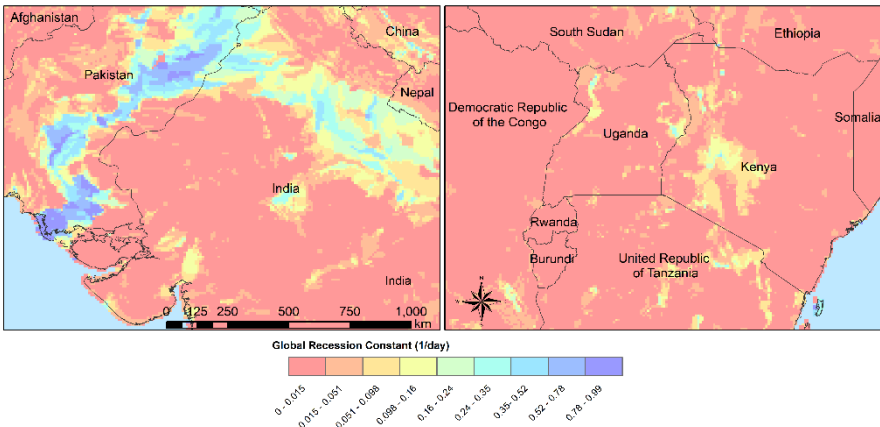 Afghanistan
China
Pakistan
Nepal
India
India
0 125 250 500 750 1,000
km
South Sudan
Ethiopia
Democratic Republic
of the Congo
Somalia
Uganda
Kenya
Rwanda
Burundi
United Republic
of Tanzania
N
W
E
S
Global Recession Constant (1/day)
0 - 0.015
0.015 - 0.051
0.051 - 0.098
0.098 - 0.16
0.16 - 0.24
0.24 - 0.35
0.35 - 0.52
0.52 - 0.78
0.78 - 0.99